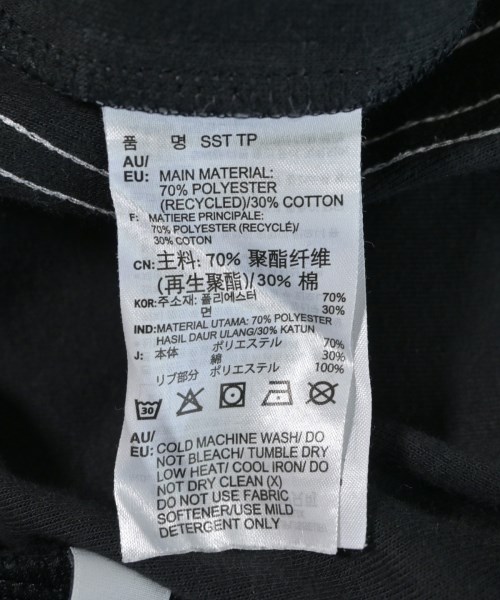 품 명 SST TP
AU/
EU: MAIN MATERIAL:
70% POLYESTER
(RECYCLED)/30% COTTON
F: MATIERE PRINCIPALE:
70% POLYESTER (RECYCLÉ)/
30% COTON
CN: 主料: 70% 聚酯纤维
(再生聚酯)/30% 棉
KOR: 주소재: 폴리에스터 70%
면 30%
IND: MATERIAL UTAMA: 70% POLYESTER
HASIL DAUR ULANG/30% KATUN
J: 本体 ポリエステル 70%
綿 30%
リブ部分 ポリエステル 100%
30
AU/
EU: COLD MACHINE WASH/ DO
NOT BLEACH/ TUMBLE DRY
LOW HEAT/ COOL IRON/ DO
NOT DRY CLEAN (X)
DO NOT USE FABRIC
SOFTENER/USE MILD
DETERGENT ONLY